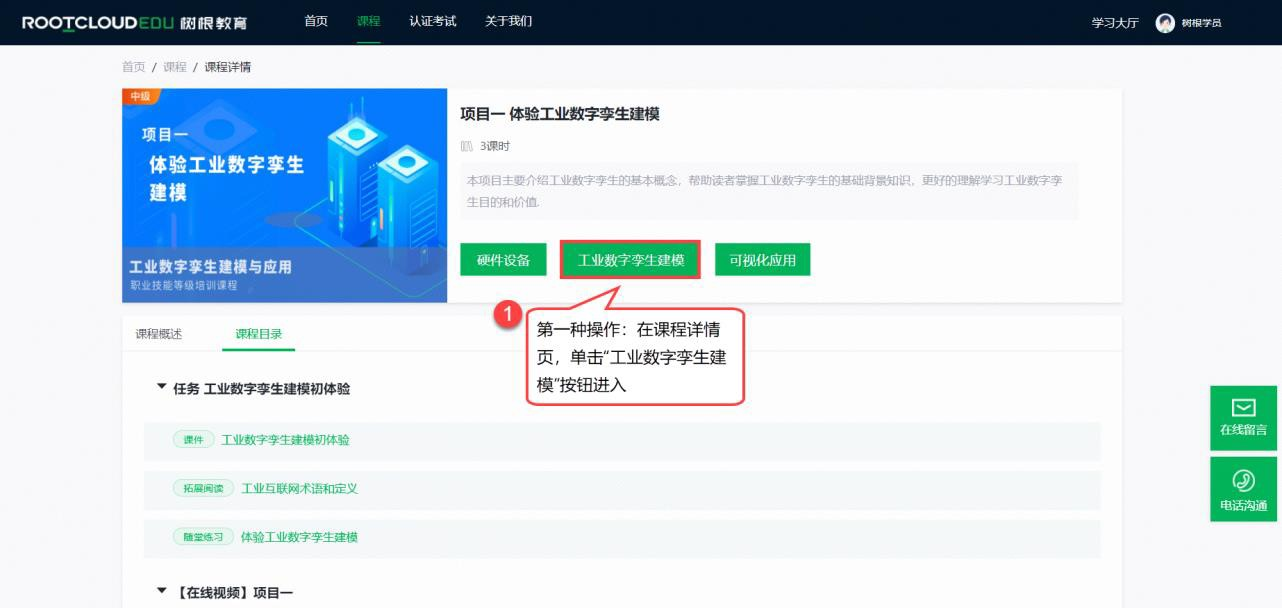 ROOTCLOUDEDU 树根教育
首页 课程 认证考试 关于我们
学习大厅 树根学员
首页 / 课程 / 课程详情
中级
项目一
体验工业数字孪生
建模
工业数字孪生建模与应用
职业技能等级培训课程
项目一 体验工业数字孪生建模
3课时
本项目主要介绍工业数字孪生的基本概念，帮助读者掌握工业数字孪生的基础背景知识，更好的理解学习工业数字孪
生目的和价值.
硬件设备 工业数字孪生建模 可视化应用
1
第一种操作：在课程详情
页，单击“工业数字孪生建
模”按钮进入
课程概述 课程目录
任务 工业数字孪生建模初体验
课件 工业数字孪生建模初体验
拓展阅读 工业互联网术语和定义
随堂练习 体验工业数字孪生建模
【在线视频】项目一
在线留言
电话沟通